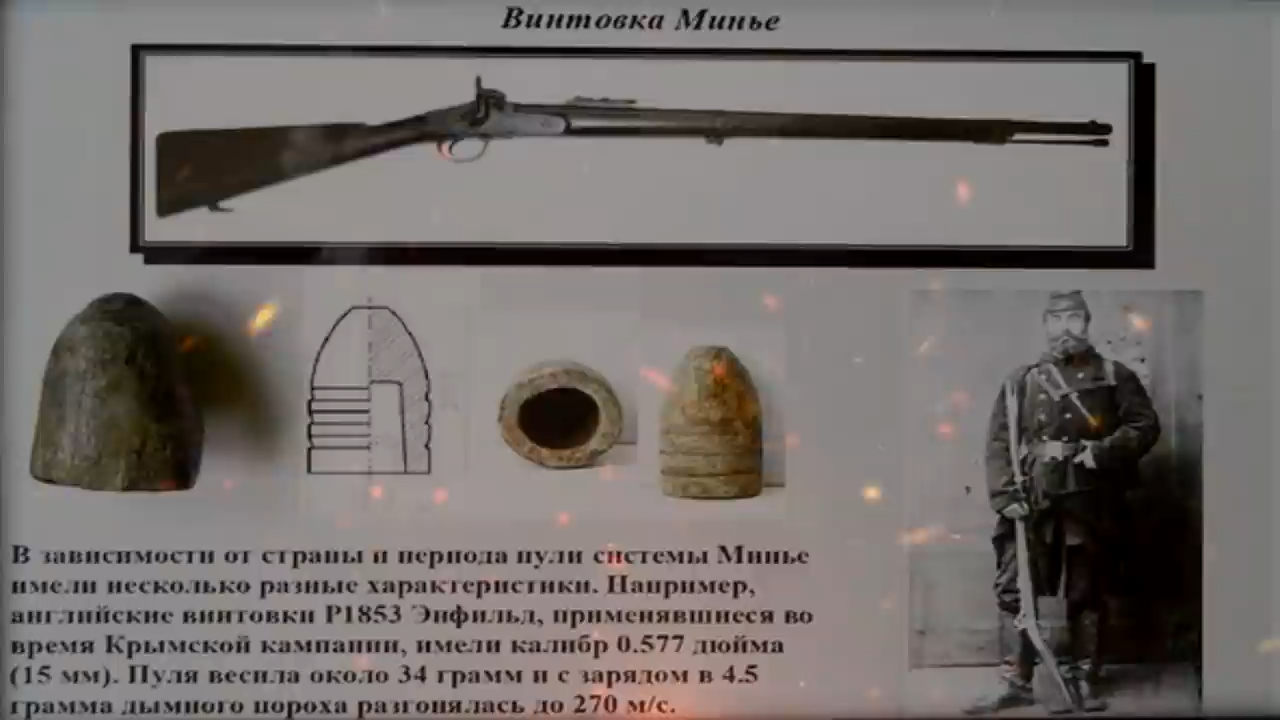 Винтовка Минье
В зависимости от страны и периода пули системы Минье
имели несколько разные характеристики. Например,
английские винтовки P1853 Энфильд, применявшиеся во
время Крымской кампании, имели калибр 0.577 дюйма
(15 мм). Пуля весила около 34 грамм и с зарядом в 4.5
грамма дымного пороха разгонялась до 270 м/с.